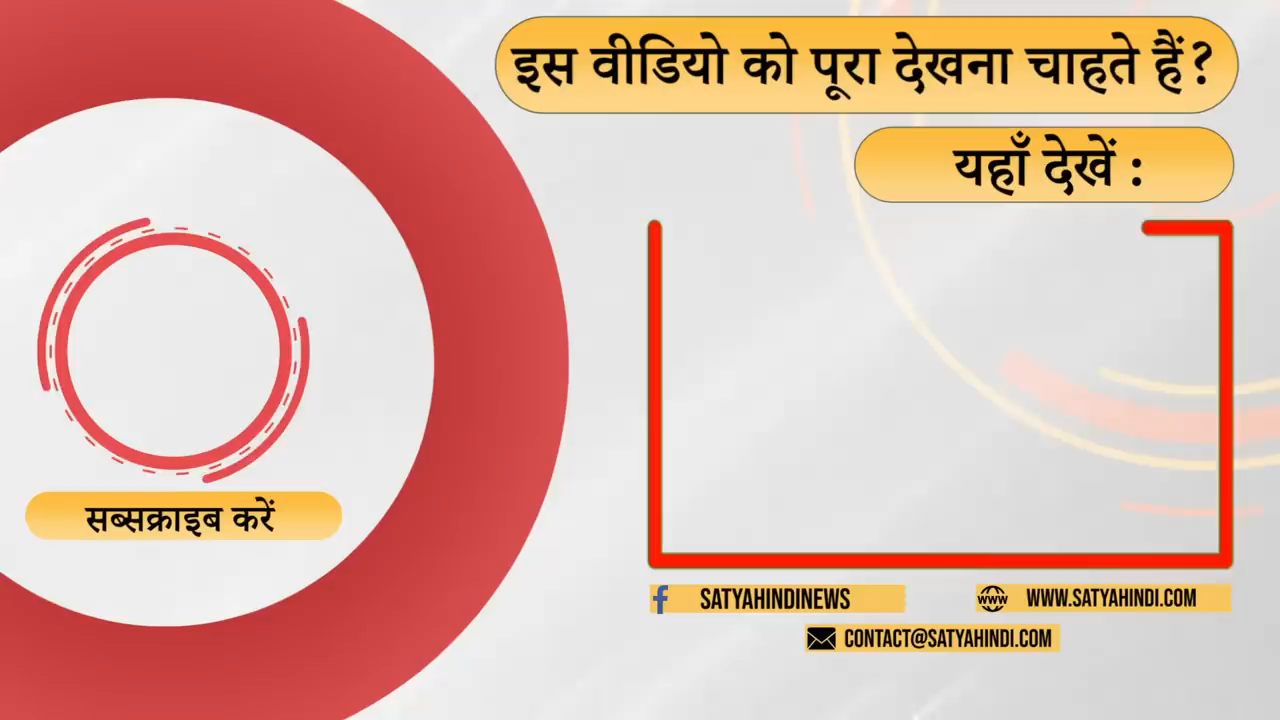 इस वीडियो को पूरा देखना चाहते हैं?
यहाँ देखें :
सब्सक्राइब करें
SATYAHINDINEWS
WWW.SATYAHINDI.COM
CONTACT@SATYAHINDI.COM